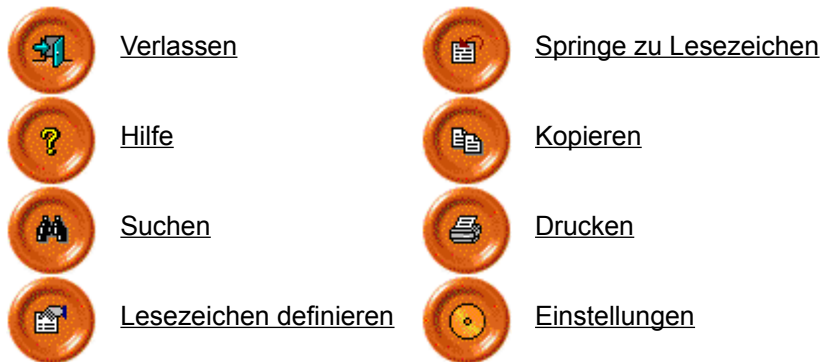 Verlassen
Springe zu Lesezeichen
Hilfe
Kopieren
Suchen
Drucken
Lesezeichen definieren
Einstellungen